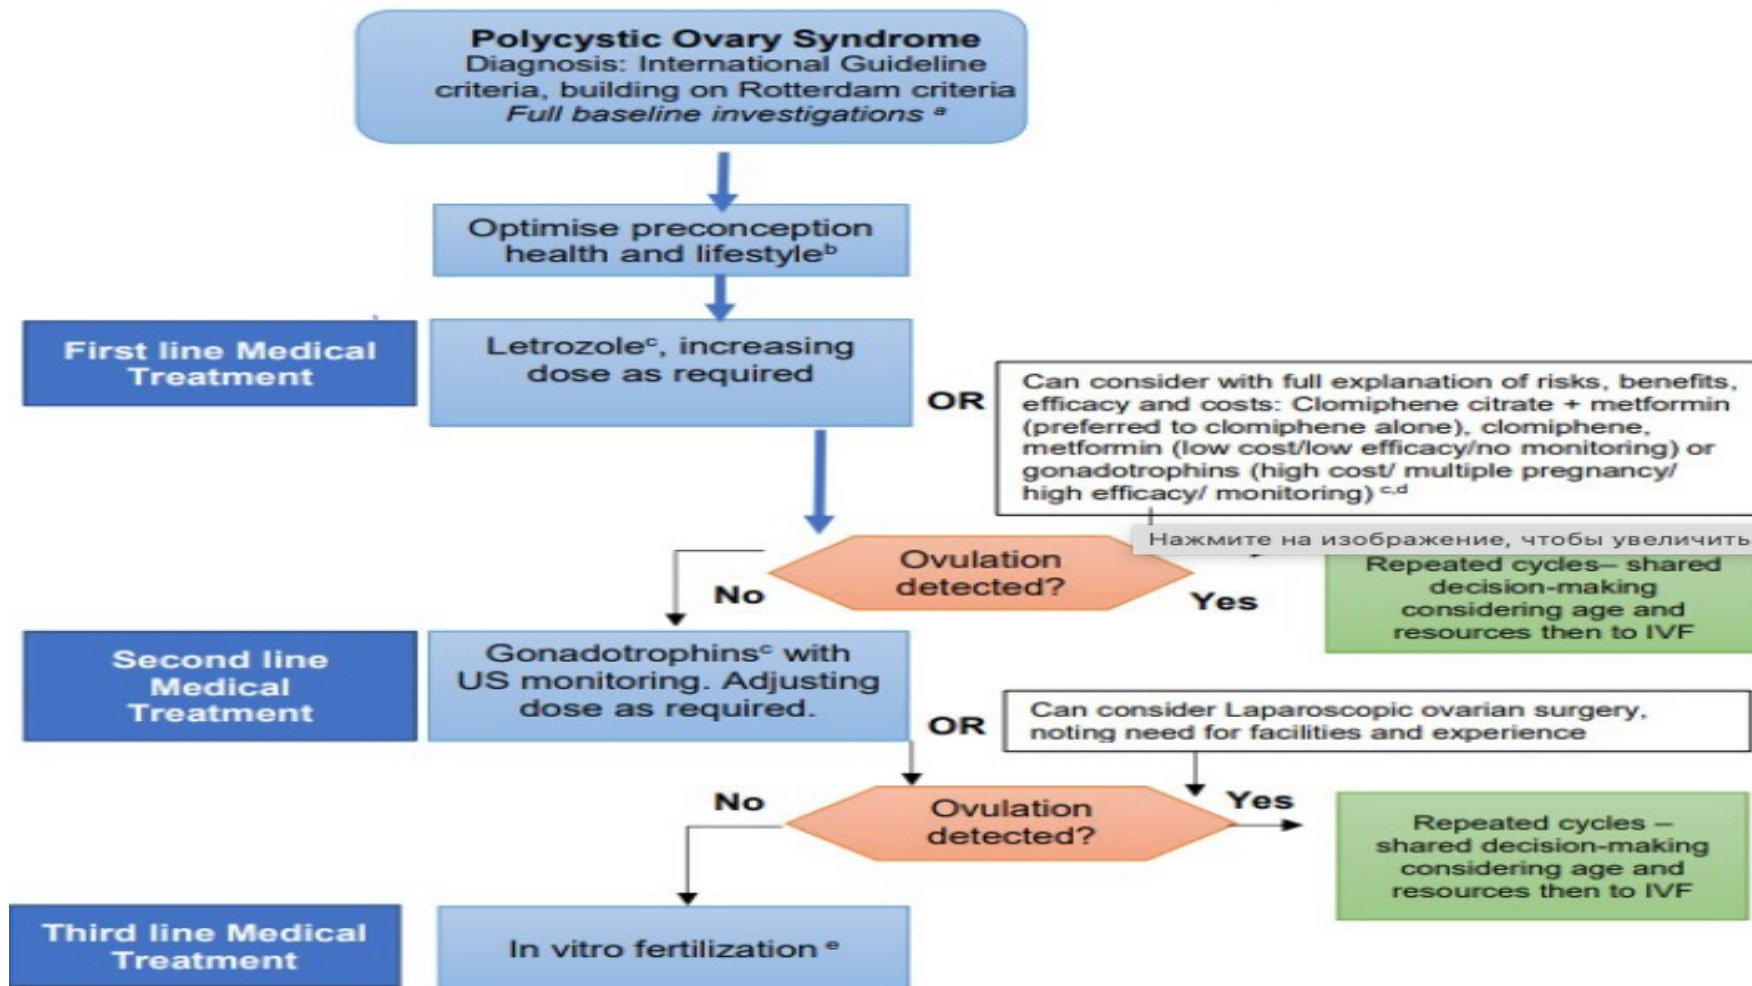 Polycystic Ovary Syndrome
Diagnosis: International Guideline
criteria, building on Rotterdam criteria
Full baseline investigations ᵃ
Optimise preconception
health and lifestyleᵇ
First line Medical
Treatment
Letrozoleᶜ, increasing
dose as required
OR
Can consider with full explanation of risks, benefits,
efficacy and costs: Clomiphene citrate + metformin
(preferred to clomiphene alone), clomiphene,
metformin (low cost/low efficacy/no monitoring) or
gonadotrophins (high cost/ multiple pregnancy/
high efficacy/ monitoring) ᶜ,ᵈ
Нажмите на изображение, чтобы увеличить
Ovulation
detected?
No
Yes
Repeated cycles– shared
decision-making
considering age and
resources then to IVF
Second line
Medical
Treatment
Gonadotrophinsᶜ with
US monitoring. Adjusting
dose as required.
OR
Can consider Laparoscopic ovarian surgery,
noting need for facilities and experience
No
Ovulation
detected?
Yes
Repeated cycles –
shared decision-making
considering age and
resources then to IVF
Third line Medical
Treatment
In vitro fertilization ᵉ